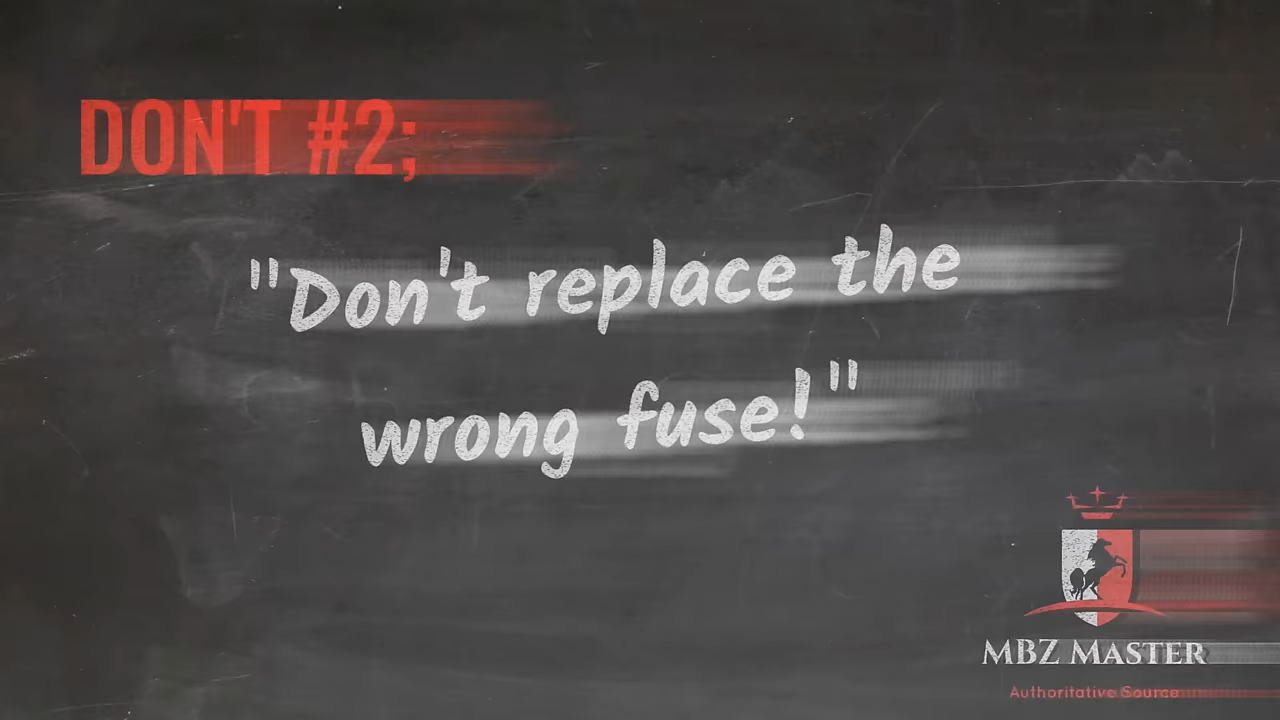 DON'T #2;
"Don't replace the
wrong fuse!"
MBZ MASTER
Authoritative Source